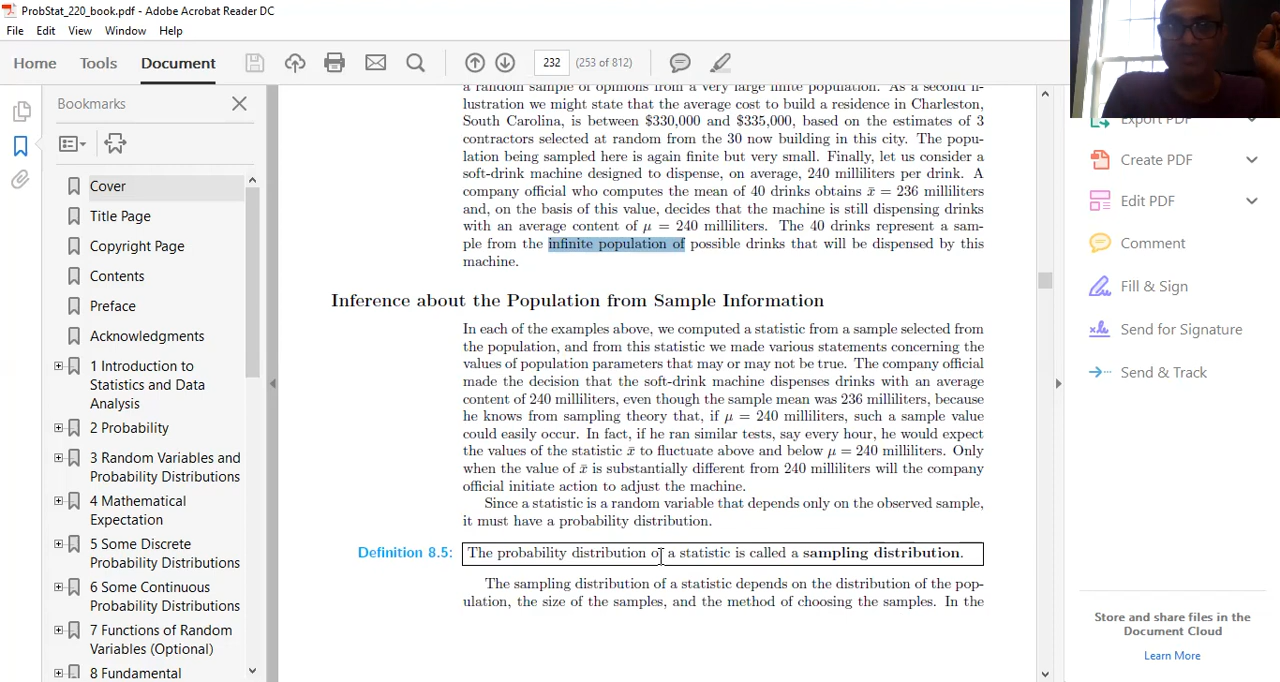 ProbStat_220_book.pdf - Adobe Acrobat Reader DC
File Edit View Window Help
Home Tools Document 232 (253 of 812)
Bookmarks
Cover
Title Page
Copyright Page
Contents
Preface
Acknowledgments
1 Introduction to
Statistics and Data
Analysis
2 Probability
3 Random Variables and
Probability Distributions
4 Mathematical
Expectation
5 Some Discrete
Probability Distributions
6 Some Continuous
Probability Distributions
7 Functions of Random
Variables (Optional)
8 Fundamental
a random sample of opinions from a very large finite population. As a second il-
lustration we might state that the average cost to build a residence in Charleston,
South Carolina, is between $330,000 and $335,000, based on the estimates of 3
contractors selected at random from the 30 now building in this city. The popu-
lation being sampled here is again finite but very small. Finally, let us consider a
soft-drink machine designed to dispense, on average, 240 milliliters per drink. A
company official who computes the mean of 40 drinks obtains x̄ = 236 milliliters
and, on the basis of this value, decides that the machine is still dispensing drinks
with an average content of μ = 240 milliliters. The 40 drinks represent a sam-
ple from the infinite population of possible drinks that will be dispensed by this
machine.
Inference about the Population from Sample Information
In each of the examples above, we computed a statistic from a sample selected from
the population, and from this statistic we made various statements concerning the
values of population parameters that may or may not be true. The company official
made the decision that the soft-drink machine dispenses drinks with an average
content of 240 milliliters, even though the sample mean was 236 milliliters, because
he knows from sampling theory that, if μ = 240 milliliters, such a sample value
could easily occur. In fact, if he ran similar tests, say every hour, he would expect
the values of the statistic x̄ to fluctuate above and below μ = 240 milliliters. Only
when the value of x̄ is substantially different from 240 milliliters will the company
official initiate action to adjust the machine.
Since a statistic is a random variable that depends only on the observed sample,
it must have a probability distribution.
Definition 8.5: The probability distribution of a statistic is called a sampling distribution.
The sampling distribution of a statistic depends on the distribution of the pop-
ulation, the size of the samples, and the method of choosing the samples. In the
Export PDF
Create PDF
Edit PDF
Comment
Fill & Sign
Send for Signature
Send & Track
Store and share files in the
Document Cloud
Learn More